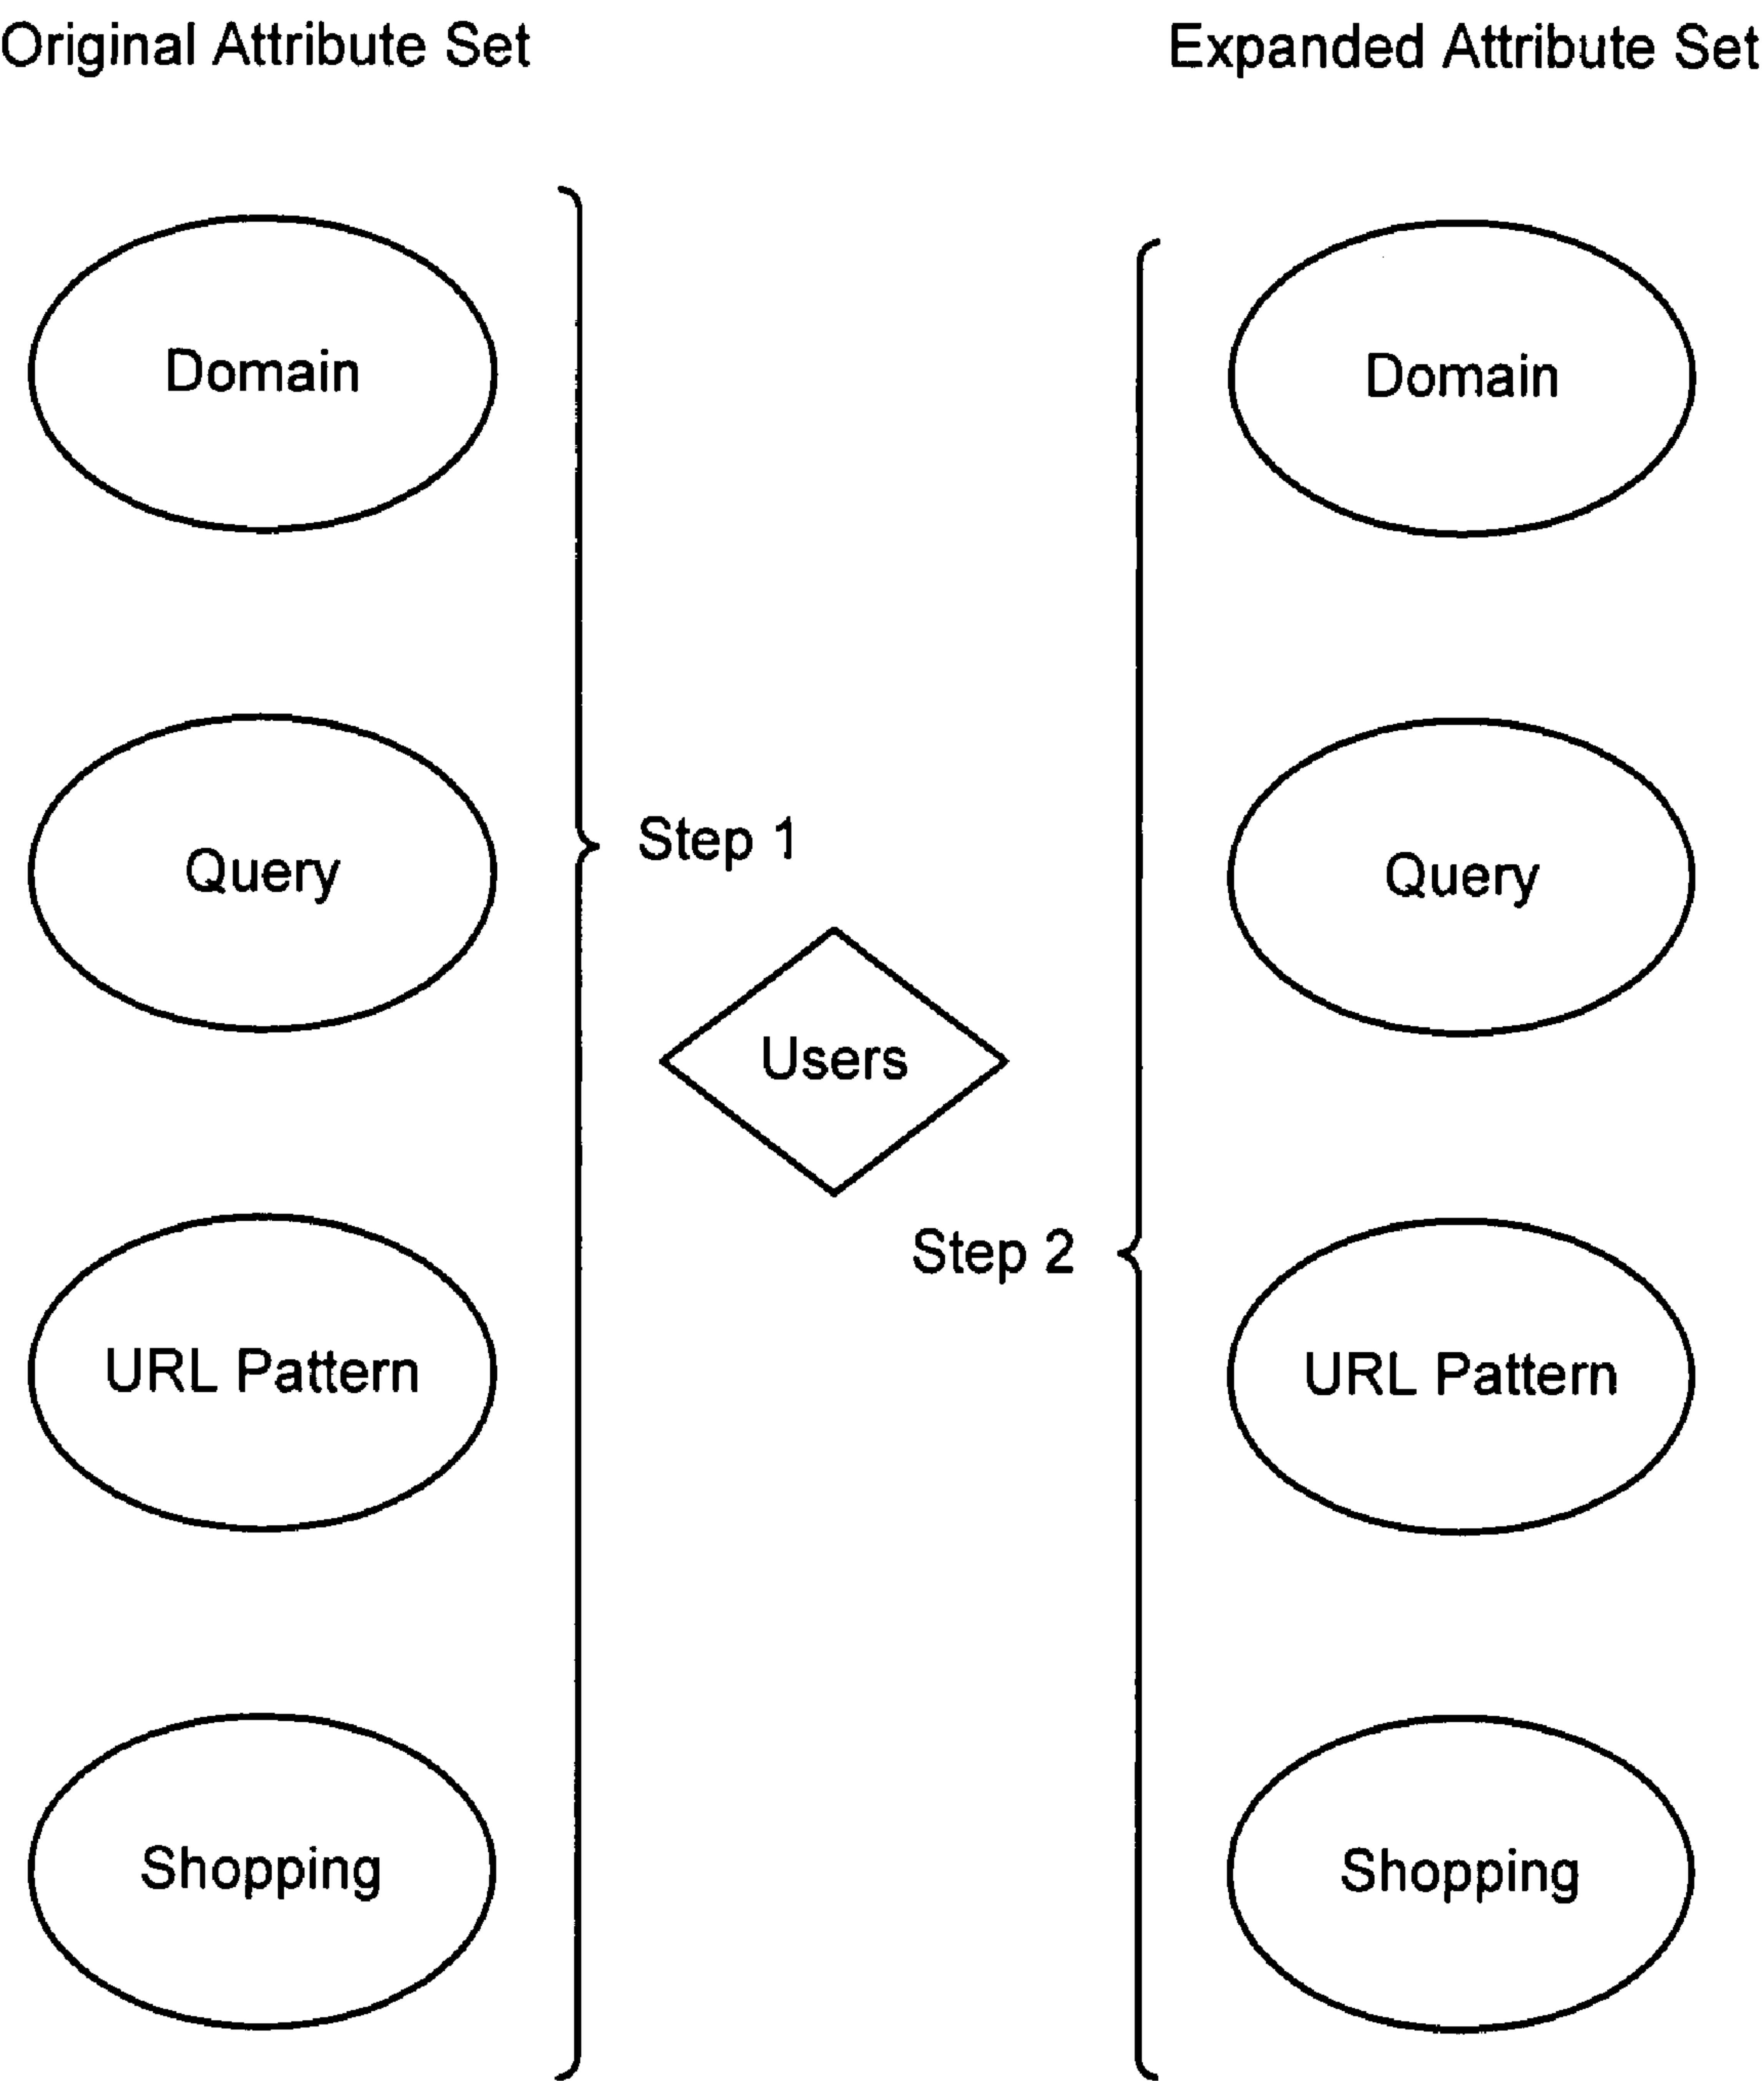 Original Attribute Set
Expanded Attribute Set
Domain
Query
URL Pattern
Shopping
Step 1
Users
Step 2
Domain
Query
URL Pattern
Shopping